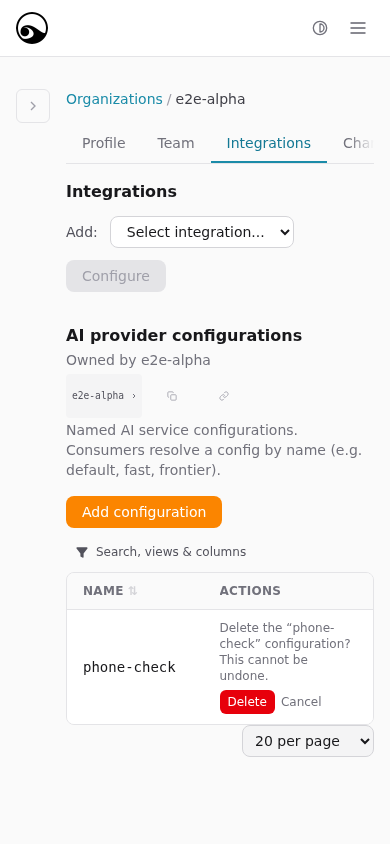 Organizations / e2e-alpha
Profile Team Integrations Chai
Integrations
Add: Select integration...
Configure
AI provider configurations
Owned by e2e-alpha
e2e-alpha ›
Named AI service configurations.
Consumers resolve a config by name (e.g.
default, fast, frontier).
Add configuration
Search, views & columns
NAME ⇅ ACTIONS
Delete the “phone-
check” configuration?
This cannot be
undone.
phone-check
Delete Cancel
20 per page